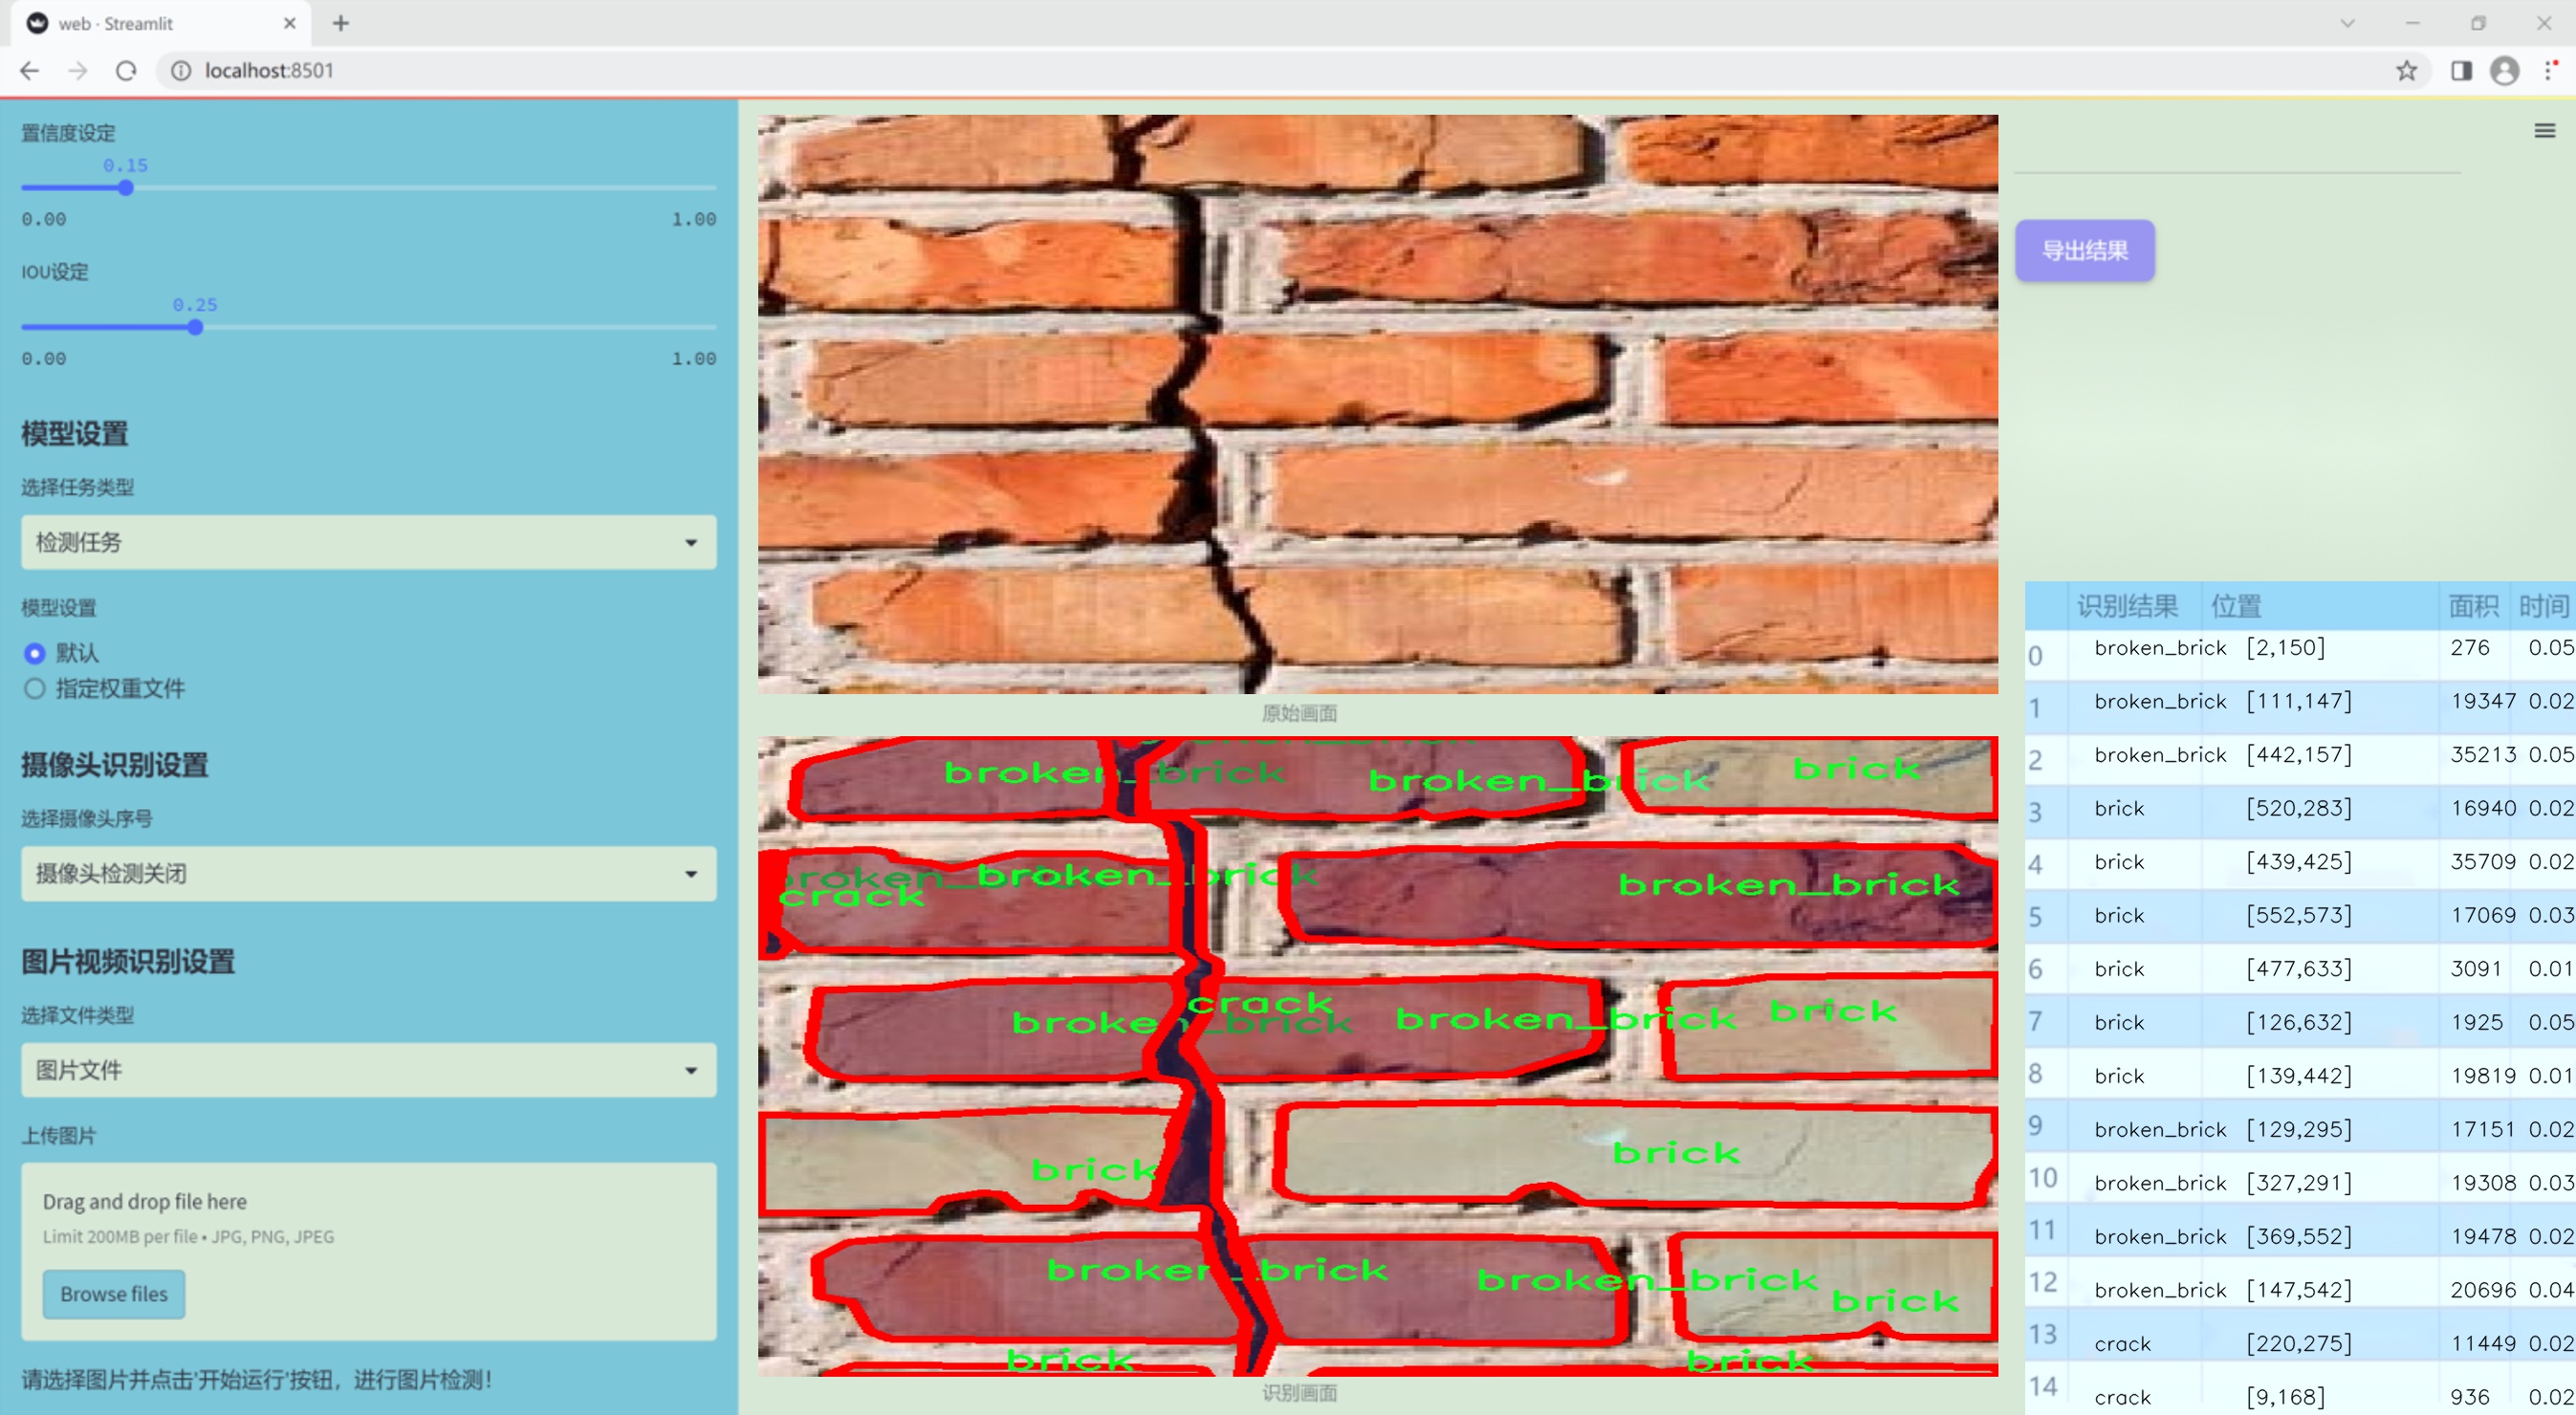 web · Streamlit
localhost:8501
置信度设定
0.15
0.00 1.00
IOU设定
0.25
0.00 1.00
模型设置
选择任务类型
检测任务
模型设置
默认
指定权重文件
摄像头识别设置
选择摄像头序号
摄像头检测关闭
图片视频识别设置
选择文件类型
图片文件
上传图片
Drag and drop file here
Limit 200MB per file • JPG, PNG, JPEG
Browse files
请选择图片并点击'开始运行'按钮，进行图片检测！
原始画面
broken_brick broken_brick brick
broken_brick broken_brick broken_brick
crack
crack
broken_brick broken_brick brick
brick brick
broken_brick broken_brick brick
brick brick
识别画面
导出结果
识别结果 位置 面积 时间
0 broken_brick [2,150] 276 0.05
1 broken_brick [111,147] 19347 0.02
2 broken_brick [442,157] 35213 0.05
3 brick [520,283] 16940 0.02
4 brick [439,425] 35709 0.02
5 brick [552,573] 17069 0.03
6 brick [477,633] 3091 0.01
7 brick [126,632] 1925 0.05
8 brick [139,442] 19819 0.01
9 broken_brick [129,295] 17151 0.02
10 broken_brick [327,291] 19308 0.03
11 broken_brick [369,552] 19478 0.02
12 broken_brick [147,542] 20696 0.04
13 crack [220,275] 11449 0.02
14 crack [9,168] 936 0.02